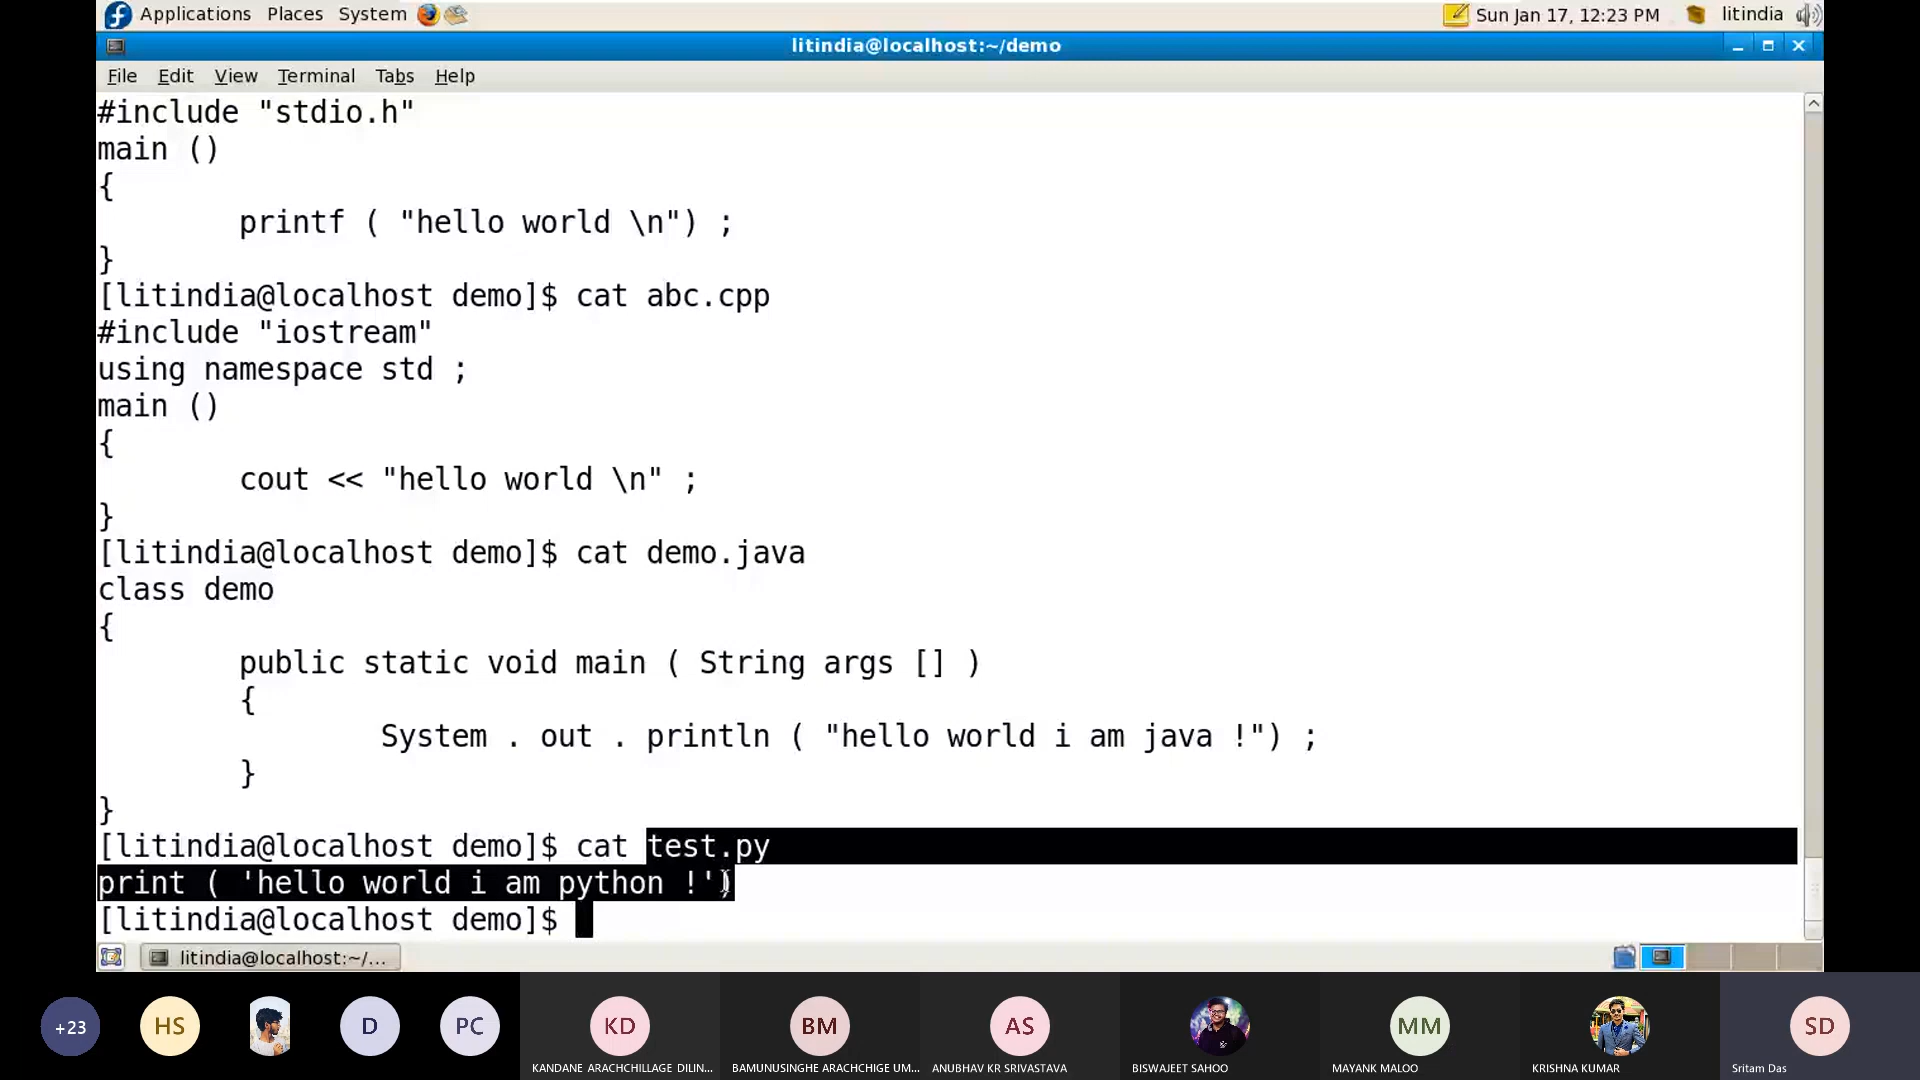 Applications Places System Sun Jan 17, 12:23 PM litindia
litindia@localhost:~/demo
File Edit View Terminal Tabs Help
#include "stdio.h"
main ()
{
printf ( "hello world \n") ;
}
[litindia@localhost demo]$ cat abc.cpp
#include "iostream"
using namespace std ;
main ()
{
cout << "hello world \n" ;
}
[litindia@localhost demo]$ cat demo.java
class demo
{
public static void main ( String args [] )
{
System . out . println ( "hello world i am java !") ;
}
}
[litindia@localhost demo]$ cat test.py
print ( 'hello world i am python !')
[litindia@localhost demo]$
litindia@localhost:~/...
+23 HS D PC KD BM AS MM SD
KANDANE ARACHCHILLAGE DILIN... BAMUNUSINGHE ARACHCHIGE UM... ANUBHAV KR SRIVASTAVA BISWAJEET SAHOO MAYANK MALOO KRISHNA KUMAR Sritam Das